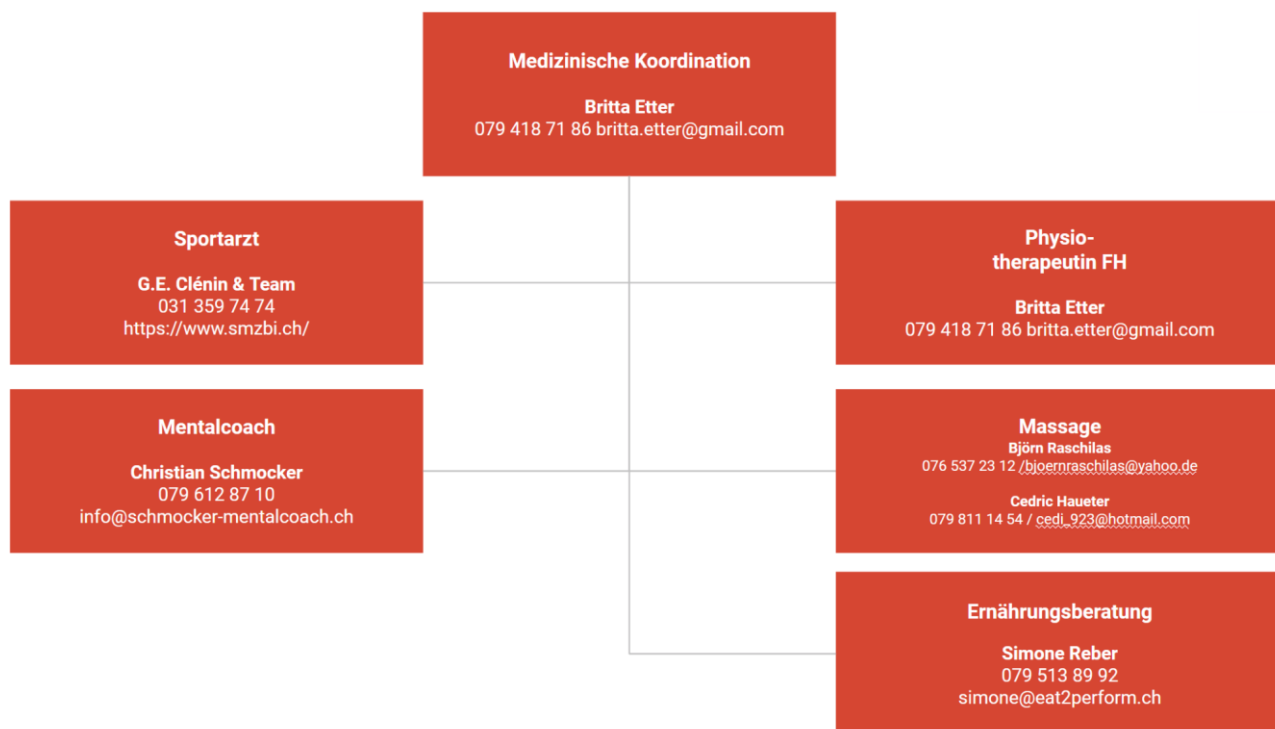 Medizinische Koordination
Britta Etter
079 418 71 86 britta.etter@gmail.com
Sportarzt
G.E. Clénin & Team
031 359 74 74
https://www.smzbi.ch/
Physio-
therapeutin FH
Britta Etter
079 418 71 86 britta.etter@gmail.com
Mentalcoach
Christian Schmocker
079 612 87 10
info@schmocker-mentalcoach.ch
Massage
Björn Raschilas
076 537 23 12 /bjoernraschilas@yahoo.de
Cedric Haueter
079 811 14 54 / cedi_923@hotmail.com
Ernährungsberatung
Simone Reber
079 513 89 92
simone@eat2perform.ch